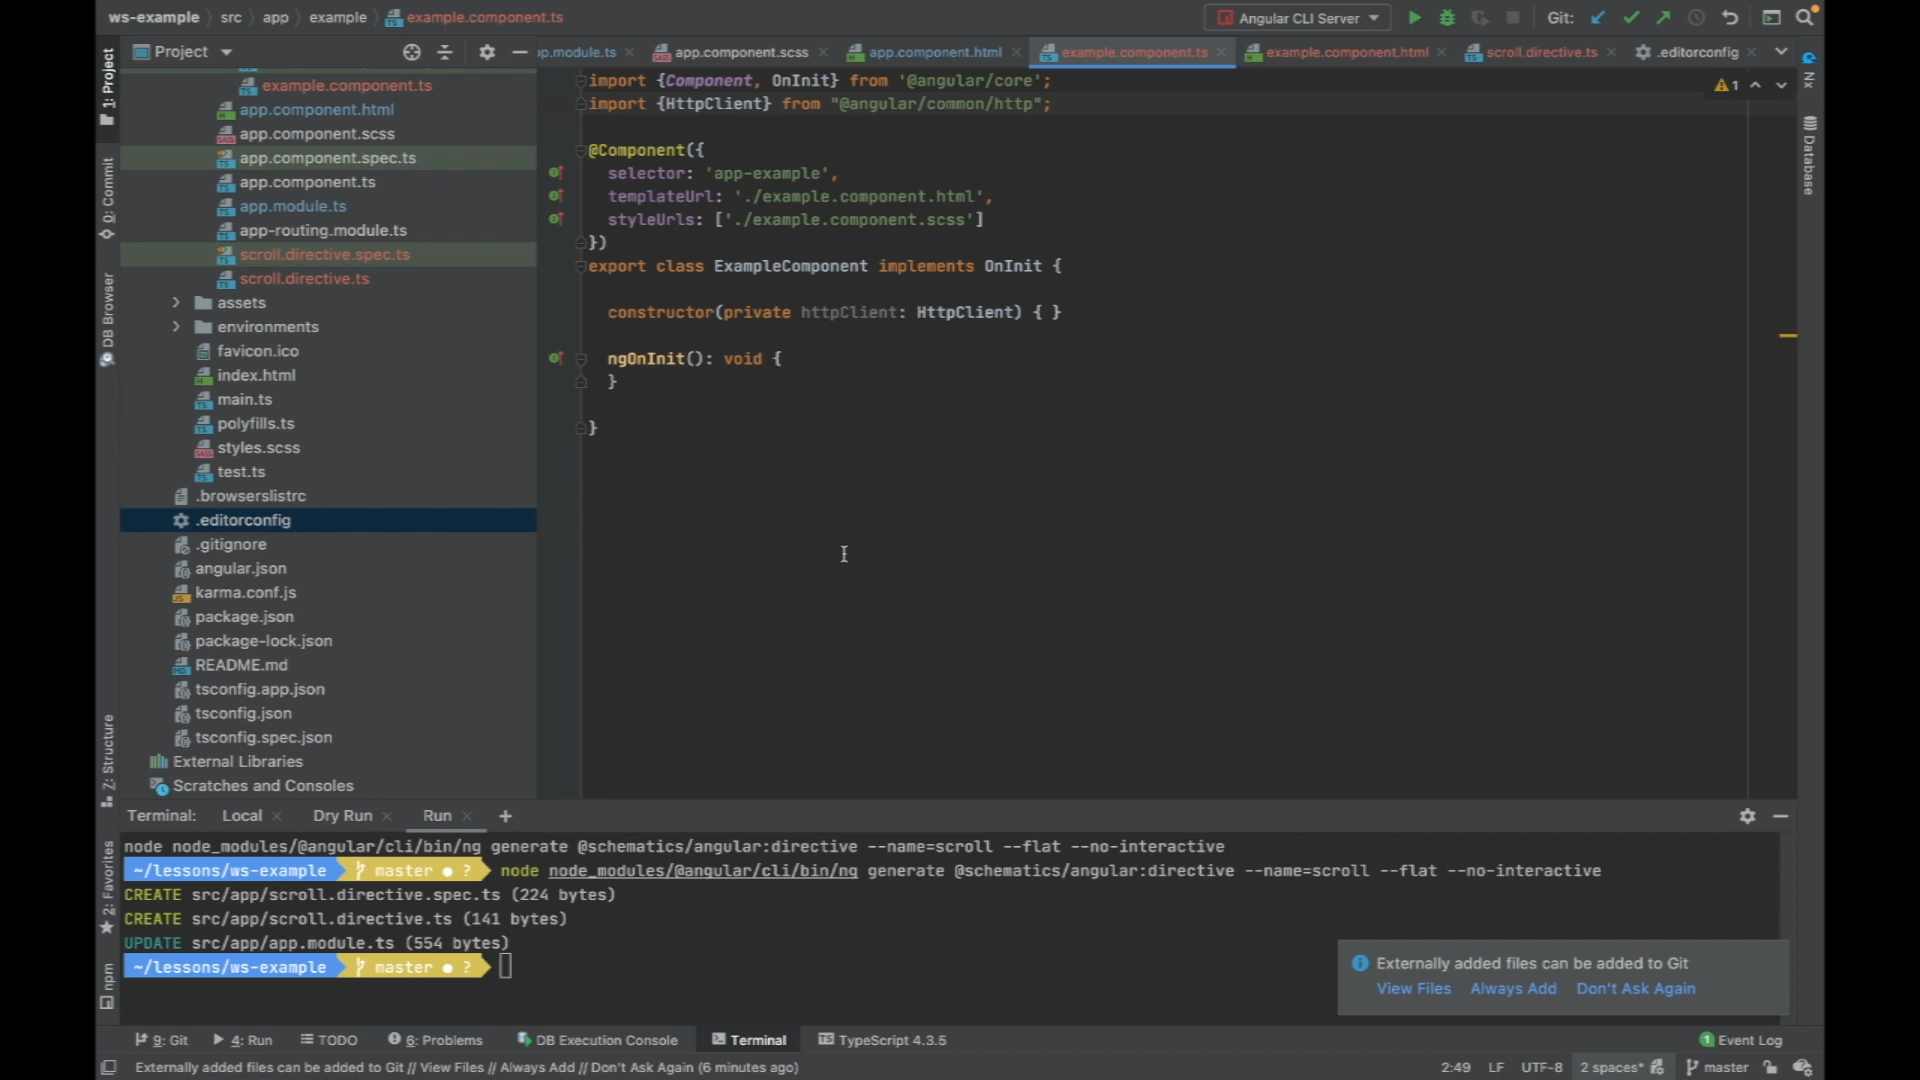 ws-example
src
app
example
example.component.ts
Angular CLI Server
Git:
1: Project
0: Commit
DB Browser
Z: Structure
2: Favorites
npm
Project
app.module.ts
app.component.scss
app.component.html
example.component.ts
example.component.html
scroll.directive.ts
.editorconfig
Nx
Database
example.component.ts
app.component.html
app.component.scss
app.component.spec.ts
app.component.ts
app.module.ts
app-routing.module.ts
scroll.directive.spec.ts
scroll.directive.ts
assets
environments
favicon.ico
index.html
main.ts
polyfills.ts
styles.scss
test.ts
.browserslistrc
.editorconfig
.gitignore
angular.json
karma.conf.js
package.json
package-lock.json
README.md
tsconfig.app.json
tsconfig.json
tsconfig.spec.json
External Libraries
Scratches and Consoles
1
import {Component, OnInit} from '@angular/core';
import {HttpClient} from "@angular/common/http";
@Component({
selector: 'app-example',
templateUrl: './example.component.html',
styleUrls: ['./example.component.scss']
})
export class ExampleComponent implements OnInit {
constructor(private httpClient: HttpClient) { }
ngOnInit(): void {
}
}
Terminal:
Local
Dry Run
Run
node node_modules/@angular/cli/bin/ng generate @schematics/angular:directive --name=scroll --flat --no-interactive
~/lessons/ws-example master ● ? node node_modules/@angular/cli/bin/ng generate @schematics/angular:directive --name=scroll --flat --no-interactive
CREATE src/app/scroll.directive.spec.ts (224 bytes)
CREATE src/app/scroll.directive.ts (141 bytes)
UPDATE src/app/app.module.ts (554 bytes)
~/lessons/ws-example master ● ?
Externally added files can be added to Git
View Files Always Add Don't Ask Again
9: Git
4: Run
TODO
6: Problems
DB Execution Console
Terminal
TypeScript 4.3.5
1 Event Log
Externally added files can be added to Git // View Files // Always Add // Don't Ask Again (6 minutes ago)
2:49
LF
UTF-8
2 spaces*
master